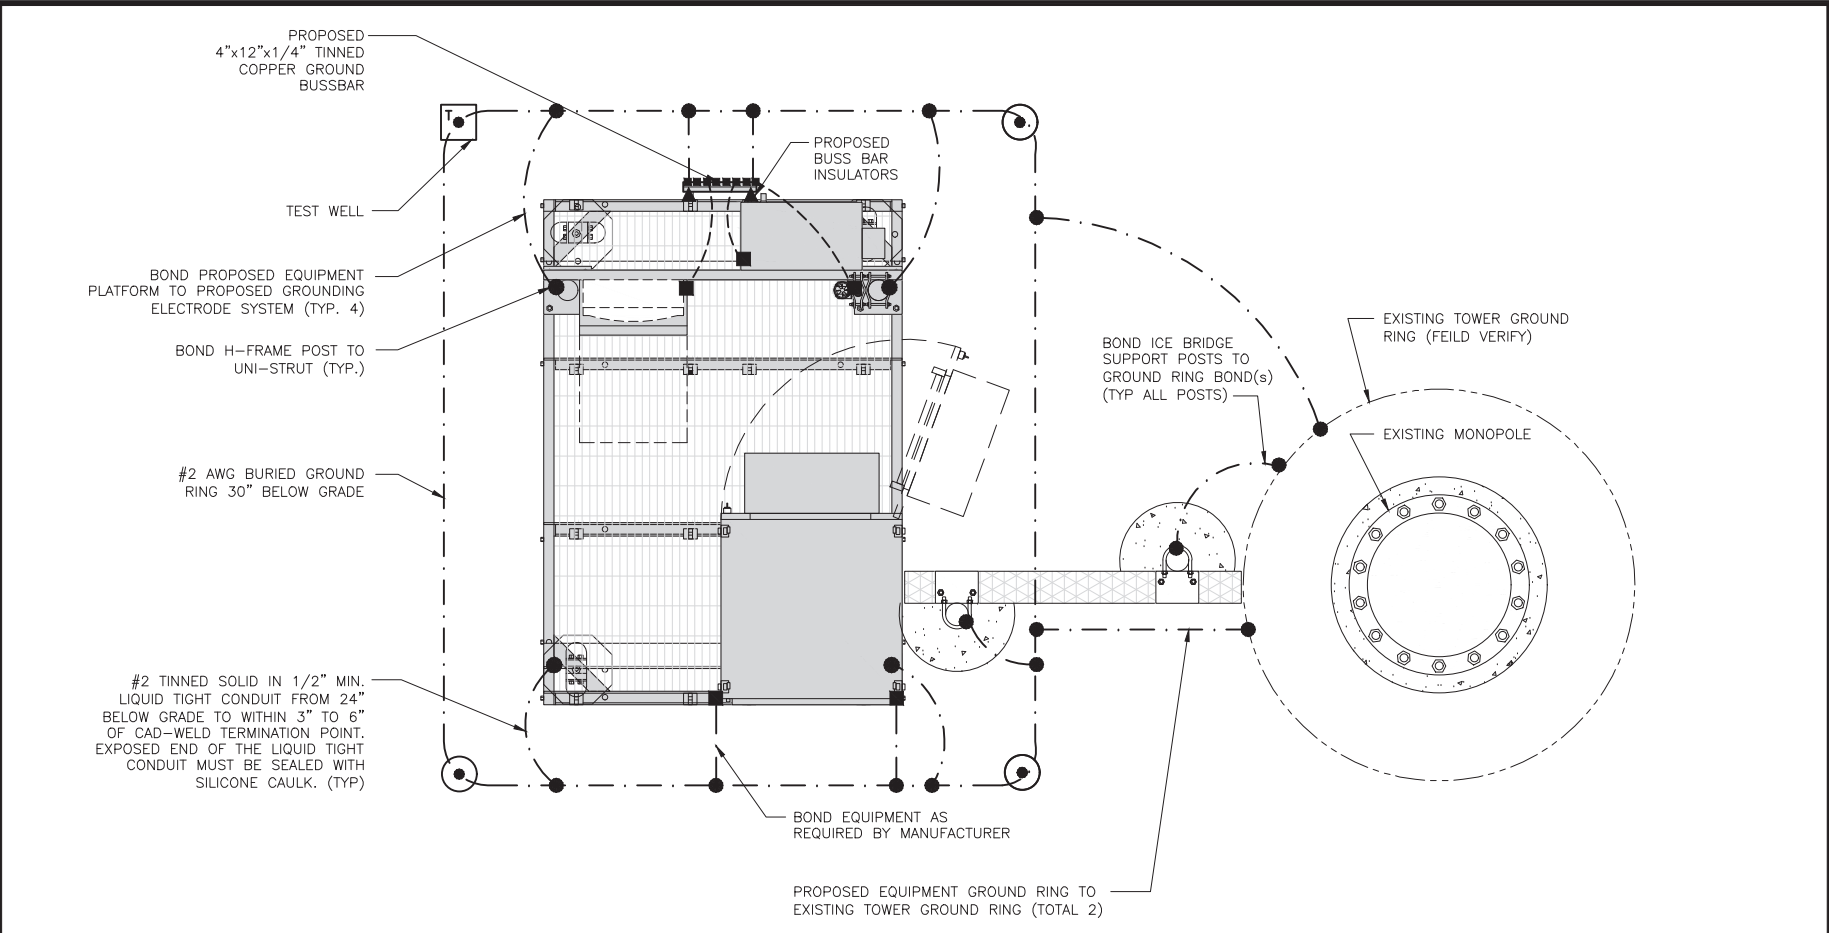 PROPOSED
4"x12"x1/4" TINNED
COPPER GROUND
BUSSBAR
T
PROPOSED
BUSS BAR
INSULATORS
TEST WELL
BOND PROPOSED EQUIPMENT
PLATFORM TO PROPOSED GROUNDING
ELECTRODE SYSTEM (TYP. 4)
BOND H-FRAME POST TO
UNI-STRUT (TYP.)
EXISTING TOWER GROUND
RING (FEILD VERIFY)
BOND ICE BRIDGE
SUPPORT POSTS TO
GROUND RING BOND(s)
(TYP ALL POSTS)
EXISTING MONOPOLE
#2 AWG BURIED GROUND
RING 30" BELOW GRADE
#2 TINNED SOLID IN 1/2" MIN.
LIQUID TIGHT CONDUIT FROM 24"
BELOW GRADE TO WITHIN 3" TO 6"
OF CAD-WELD TERMINATION POINT.
EXPOSED END OF THE LIQUID TIGHT
CONDUIT MUST BE SEALED WITH
SILICONE CAULK. (TYP)
BOND EQUIPMENT AS
REQUIRED BY MANUFACTURER
PROPOSED EQUIPMENT GROUND RING TO
EXISTING TOWER GROUND RING (TOTAL 2)